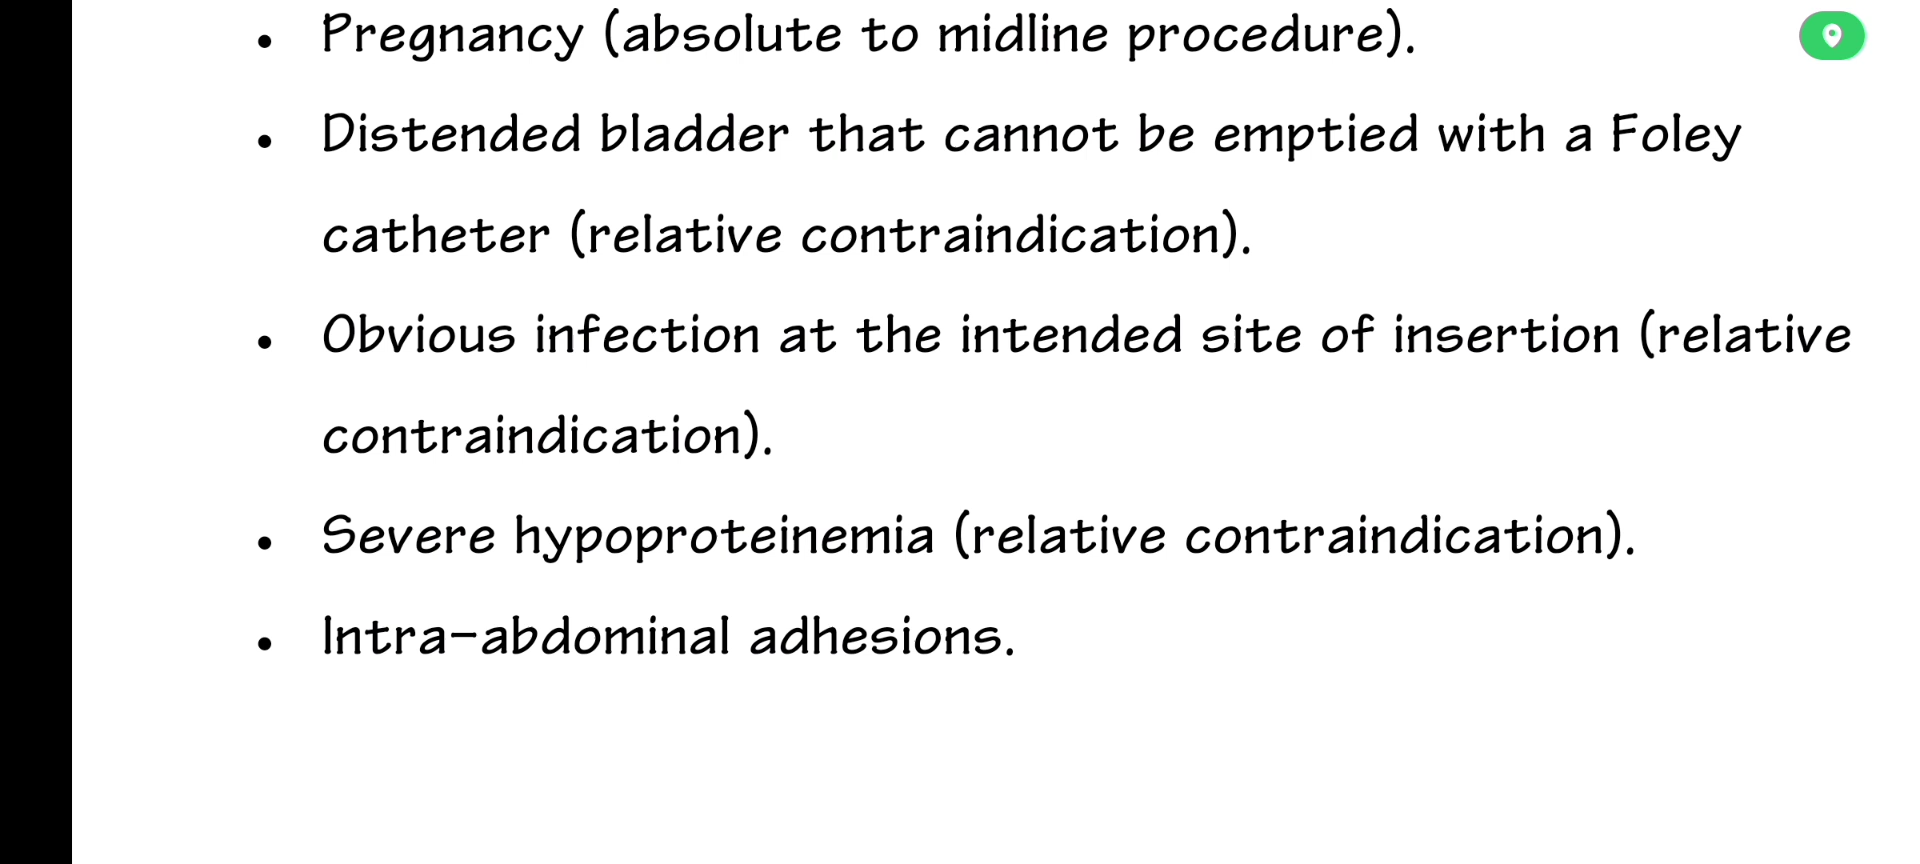 • Pregnancy (absolute to midline procedure).
• Distended bladder that cannot be emptied with a Foley
catheter (relative contraindication).
• Obvious infection at the intended site of insertion (relative
contraindication).
• Severe hypoproteinemia (relative contraindication).
• Intra-abdominal adhesions.